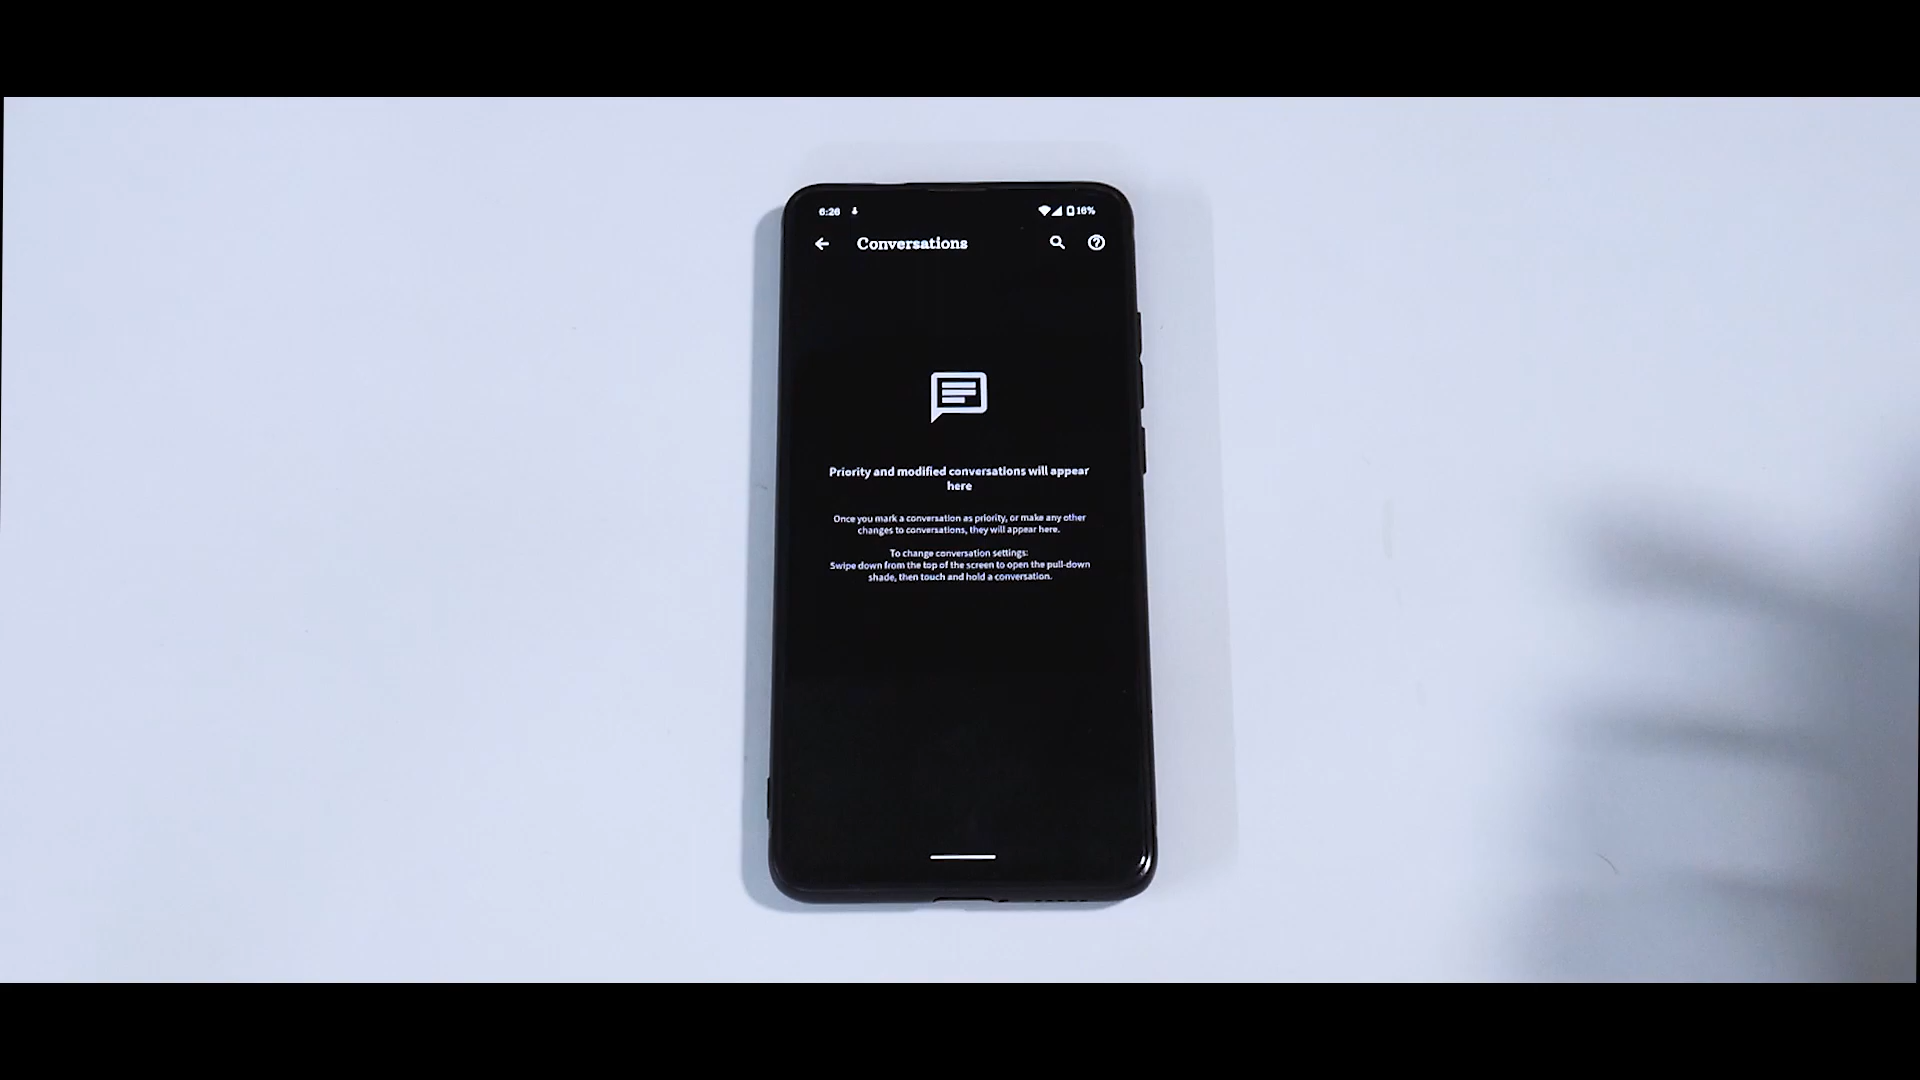 6:26
16%
Conversations
Priority and modified conversations will appear
here
Once you mark a conversation as priority, or make any other
changes to conversations, they will appear here.
To change conversation settings:
Swipe down from the top of the screen to open the pull-down
shade, then touch and hold a conversation.